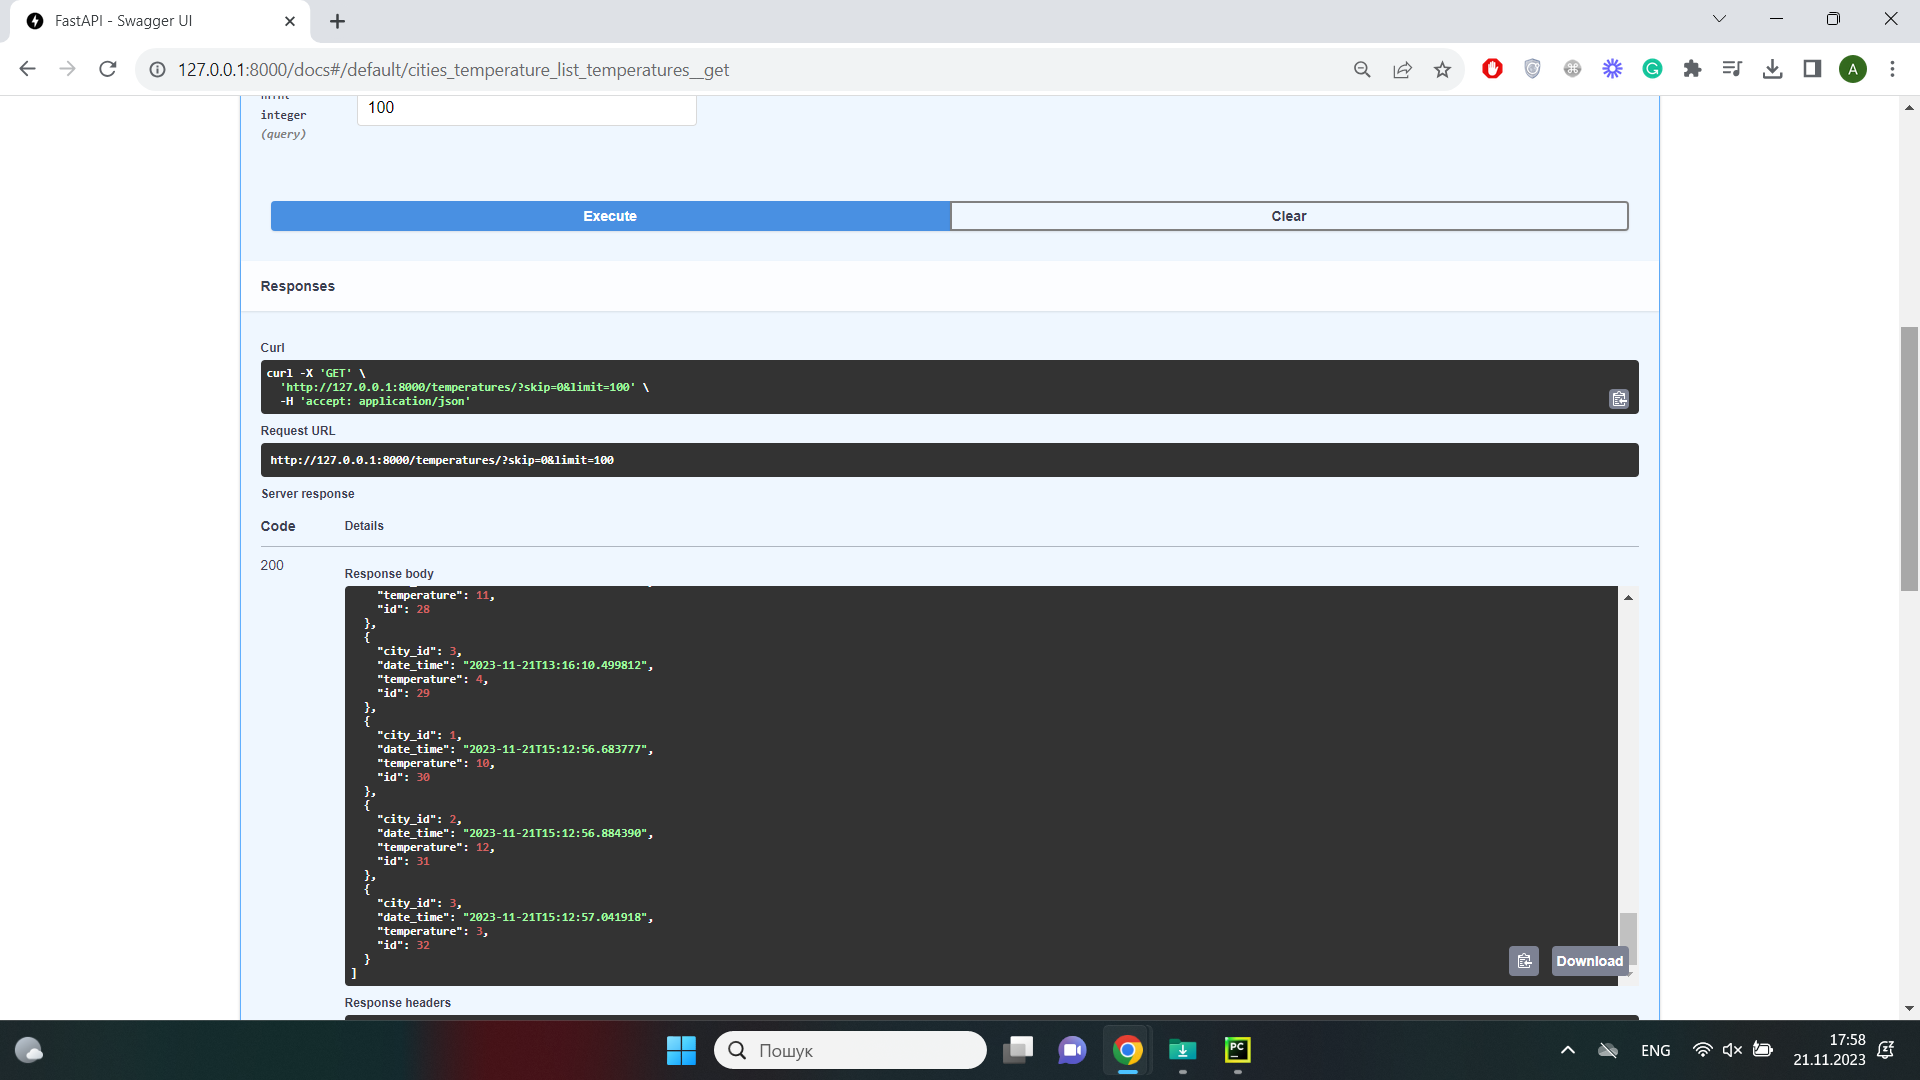 FastAPI - Swagger UI
127.0.0.1:8000/docs#/default/cities_temperature_list_temperatures__get
A
integer
(query)
100
Execute
Clear
Responses
Curl
curl -X 'GET' \
'http://127.0.0.1:8000/temperatures/?skip=0&limit=100' \
-H 'accept: application/json'
Request URL
http://127.0.0.1:8000/temperatures/?skip=0&limit=100
Server response
Code
Details
200
Response body
"temperature": 11,
"id": 28
},
{
"city_id": 3,
"date_time": "2023-11-21T13:16:10.499812",
"temperature": 4,
"id": 29
},
{
"city_id": 1,
"date_time": "2023-11-21T15:12:56.683777",
"temperature": 10,
"id": 30
},
{
"city_id": 2,
"date_time": "2023-11-21T15:12:56.884390",
"temperature": 12,
"id": 31
},
{
"city_id": 3,
"date_time": "2023-11-21T15:12:57.041918",
"temperature": 3,
"id": 32
}
]
Download
Response headers
Пошук
PC
ENG
17:58
21.11.2023